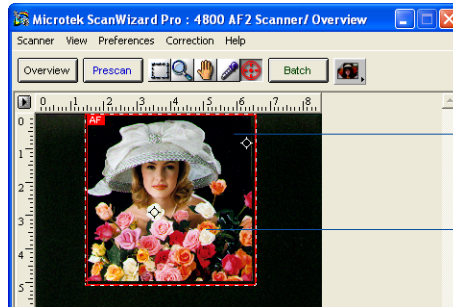 Microtek ScanWizard Pro : 4800 AF2 Scanner/ Overview
Scanner View Preferences Correction Help
Overview Prescan Batch
0 1 2 3 4 5 6 7 8
AF
0
1
2
3
4
5